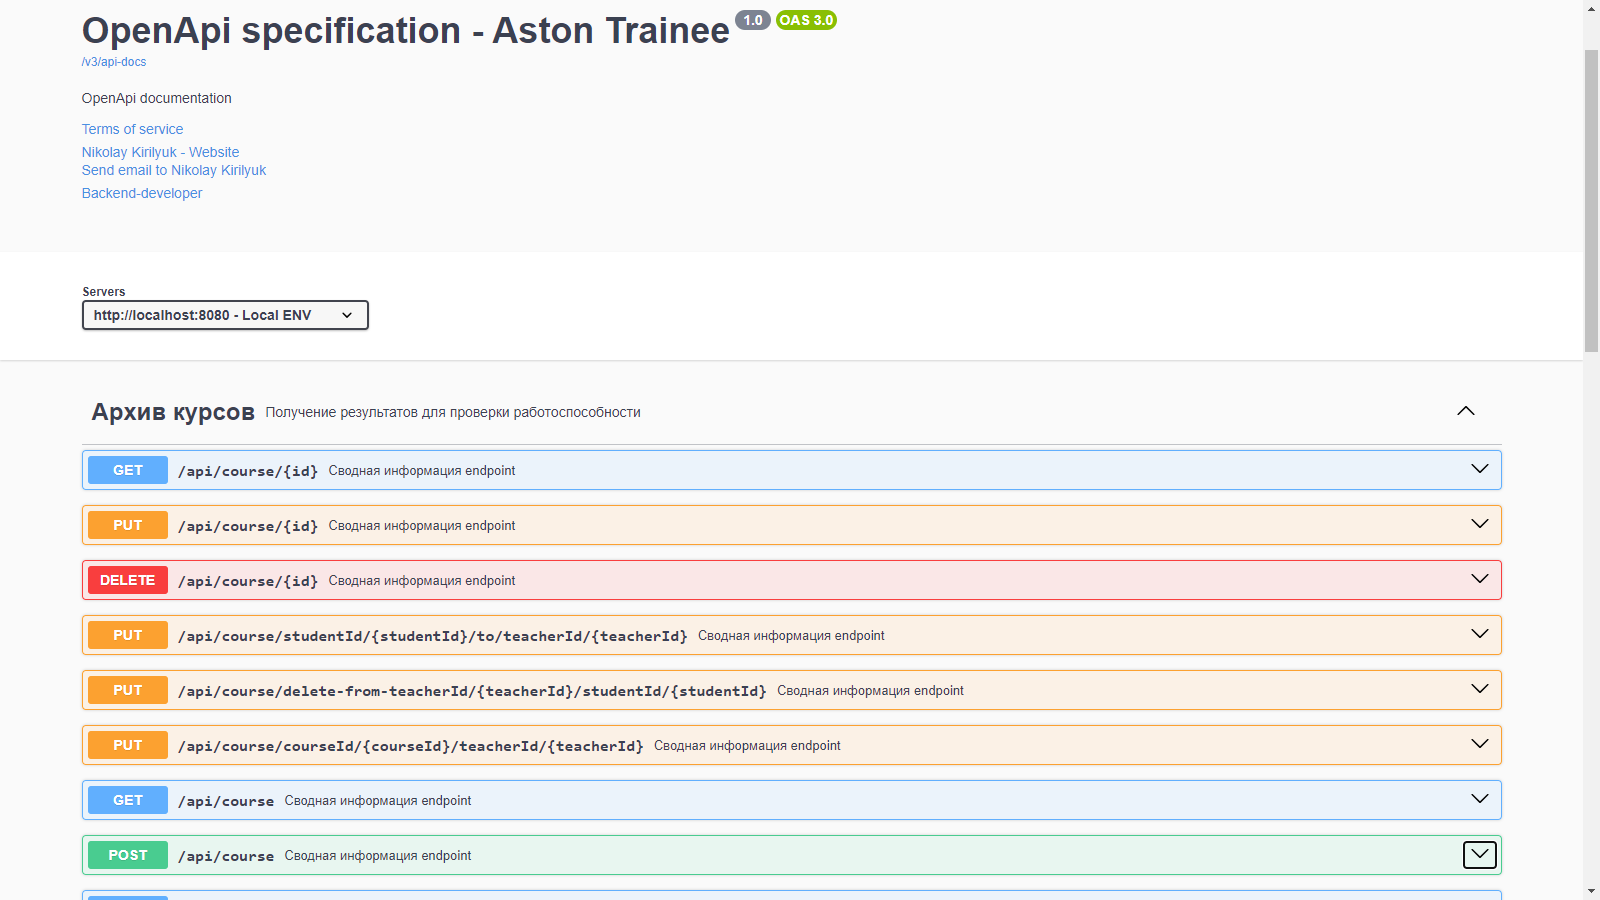 OpenApi specification - Aston Trainee 1.0 OAS 3.0
/v3/api-docs
OpenApi documentation
Terms of service
Nikolay Kirilyuk - Website
Send email to Nikolay Kirilyuk
Backend-developer
Servers
http://localhost:8080 - Local ENV
Архив курсов Получение результатов для проверки работоспособности
GET /api/course/{id} Сводная информация endpoint
PUT /api/course/{id} Сводная информация endpoint
DELETE /api/course/{id} Сводная информация endpoint
PUT /api/course/studentId/{studentId}/to/teacherId/{teacherId} Сводная информация endpoint
PUT /api/course/delete-from-teacherId/{teacherId}/studentId/{studentId} Сводная информация endpoint
PUT /api/course/courseId/{courseId}/teacherId/{teacherId} Сводная информация endpoint
GET /api/course Сводная информация endpoint
POST /api/course Сводная информация endpoint